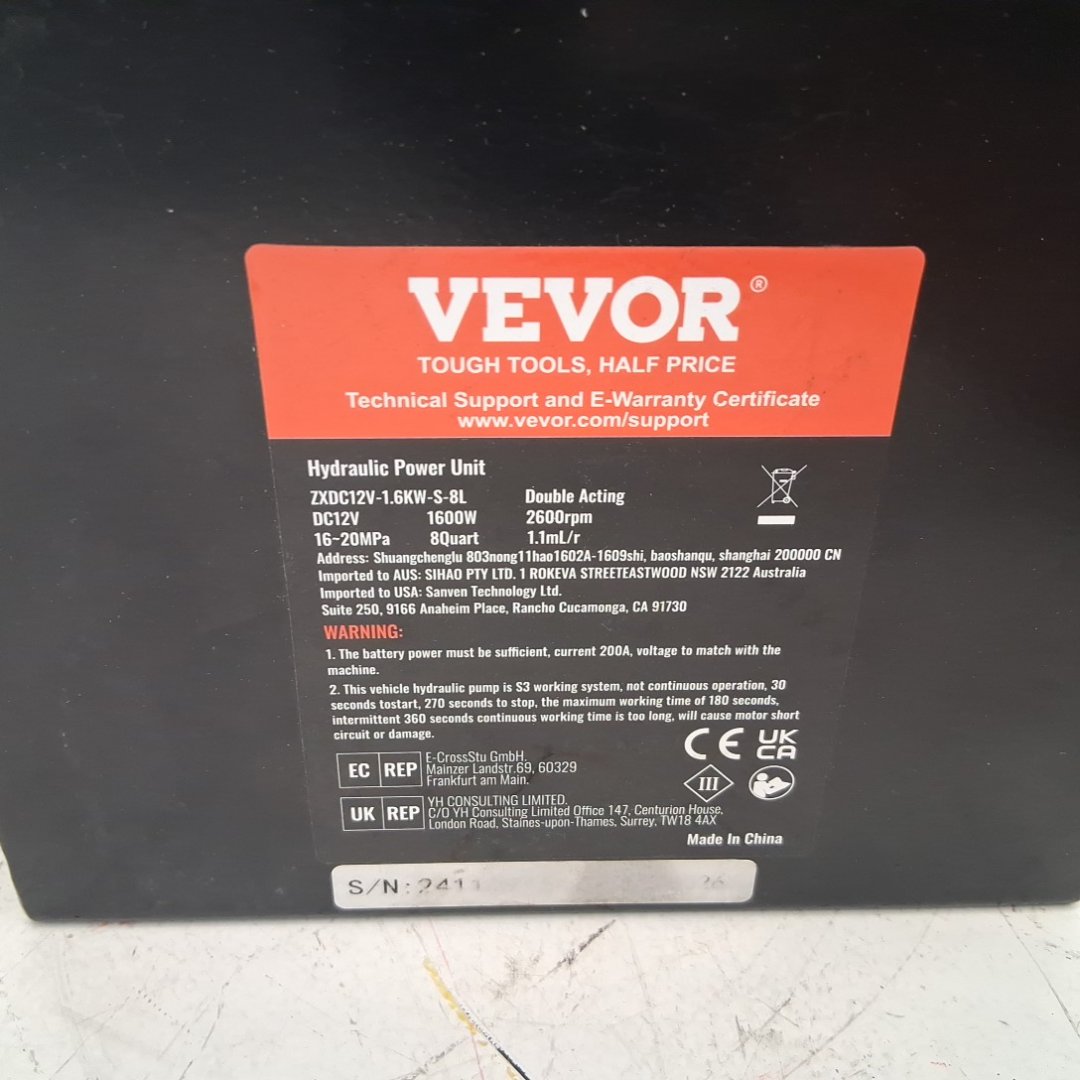 VEVOR®
TOUGH TOOLS, HALF PRICE
Technical Support and E-Warranty Certificate
www.vevor.com/support
Hydraulic Power Unit
ZXDC12V-1.6KW-S-8L Double Acting
DC12V 1600W 2600rpm
16~20MPa 8Quart 1.1mL/r
Address: Shuangchenglu 803nong11hao1602A-1609shi, baoshanqu, shanghai 200000 CN
Imported to AUS: SIHAO PTY LTD. 1 ROKEVA STREETEASTWOOD NSW 2122 Australia
Imported to USA: Sanven Technology Ltd.
Suite 250, 9166 Anaheim Place, Rancho Cucamonga, CA 91730
WARNING:
1. The battery power must be sufficient, current 200A, voltage to match with the
machine.
2. This vehicle hydraulic pump is S3 working system, not continuous operation, 30
seconds tostart, 270 seconds to stop, the maximum working time of 180 seconds,
intermittent 360 seconds continuous working time is too long, will cause motor short
circuit or damage.
CE UK CA
III
EC REP E-CrossStu GmbH.
Mainzer Landstr.69, 60329
Frankfurt am Main.
UK REP YH CONSULTING LIMITED.
C/O YH Consulting Limited Office 147, Centurion House,
London Road, Staines-upon-Thames, Surrey, TW18 4AX
Made In China
S/N: